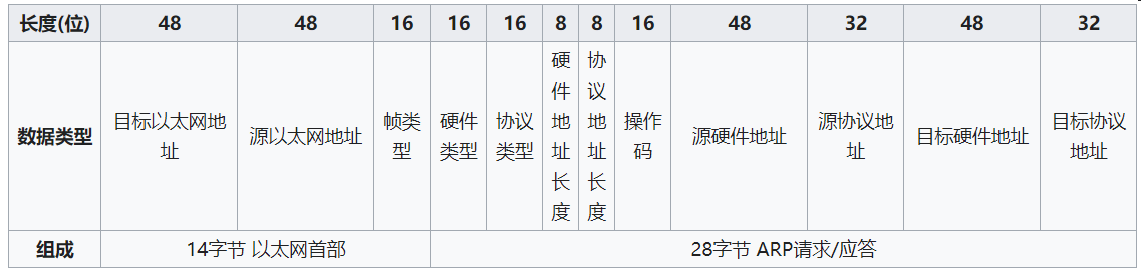 长度(位) 48 48 16 16 16 8 8 16 48 32 48 32
数据类型 目标以太网地址 源以太网地址 帧类型 硬件类型 协议类型 硬件地址长度 协议地址长度 操作码 源硬件地址 源协议地址 目标硬件地址 目标协议地址
组成 14字节 以太网首部 28字节 ARP请求/应答